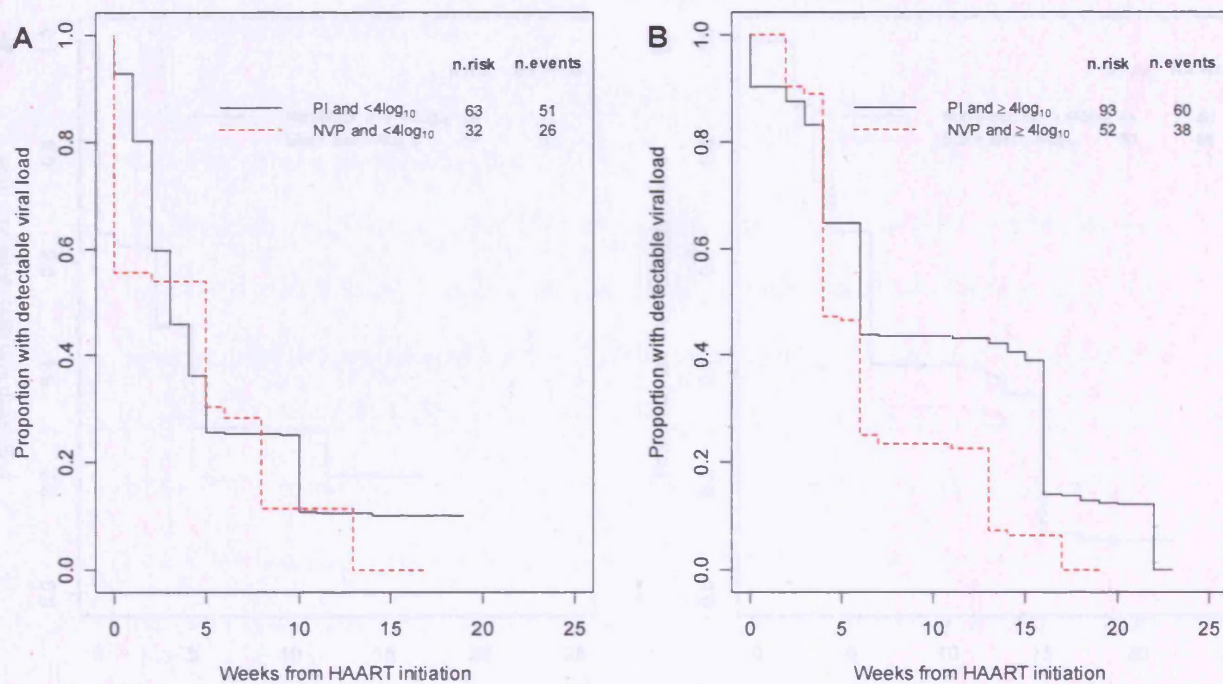 A
n.risk n.events
PI and <4log10 63 51
NVP and <4log10 32 26
Proportion with detectable viral load
1.0
0.8
0.6
0.4
0.2
0.0
0 5 10 15 20 25
Weeks from HAART initiation
B
n.risk n.events
PI and ≥ 4log10 93 60
NVP and ≥ 4log10 52 38
Proportion with detectable viral load
1.0
0.8
0.6
0.4
0.2
0.0
0 5 10 15 20 25
Weeks from HAART initiation